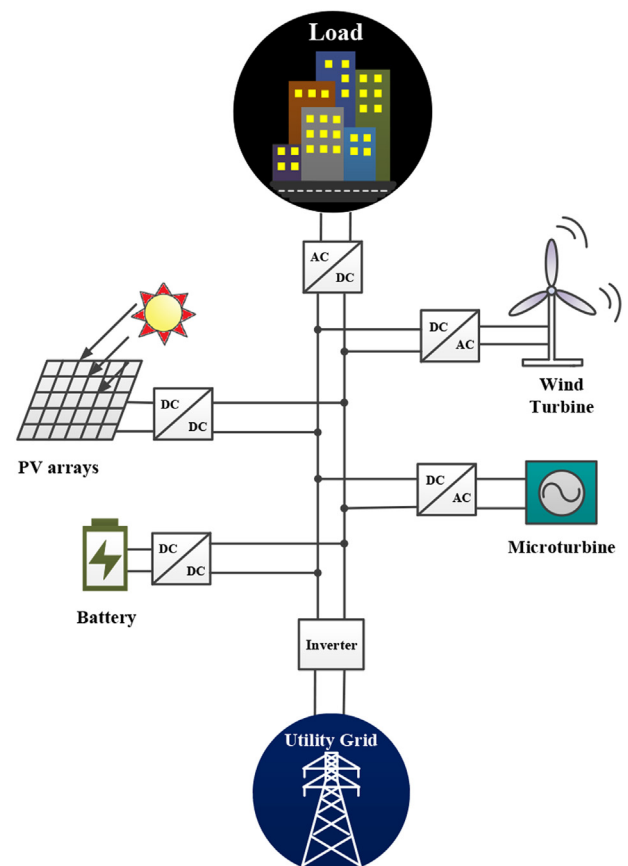 Load
AC
DC
DC
AC
Wind
Turbine
DC
DC
PV arrays
DC
AC
Microturbine
DC
DC
Battery
Inverter
Utility Grid